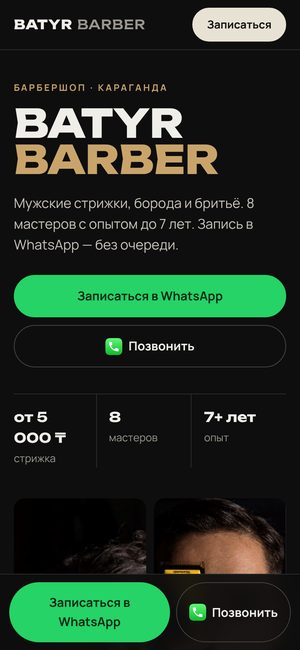 BATYR BARBER
Записаться
БАРБЕРШОП · КАРАГАНДА
BATYR
BARBER
Мужские стрижки, борода и бритьё. 8
мастеров с опытом до 7 лет. Запись в
WhatsApp — без очереди.
Записаться в WhatsApp
Позвонить
от 5
000 ₸
стрижка
8
мастеров
7+ лет
опыт
Записаться в
WhatsApp
Позвонить